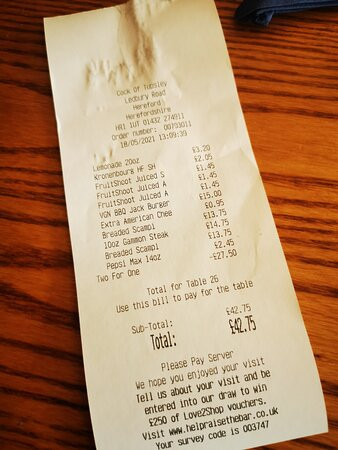 Cock Of Tupsley
Ledbury Road
Hereford
Herefordshire
HR1 1UT 01432 274911
Order number: 00793011
18/05/2021 13:09:39
Lemonade 20oz £3.20
Kronenbourg HF SH £2.05
FruitShoot Juiced S £1.45
FruitShoot Juiced A £1.45
FruitShoot Juiced A £1.45
VGN BBQ Jack Burger £15.00
Extra American Chee £0.95
Breaded Scampi £13.75
10oz Gammon Steak £14.75
Breaded Scampi £13.75
Pepsi Max 14oz £2.45
Two For One -£27.50
Total for Table 26
Use this bill to pay for the table
Sub-Total: £42.75
Total: £42.75
Please Pay Server
We hope you enjoyed your visit
Tell us about your visit and be
entered into our draw to win
£250 of Love2Shop vouchers.
Visit www.helpraisethebar.co.uk
Your survey code is 003747